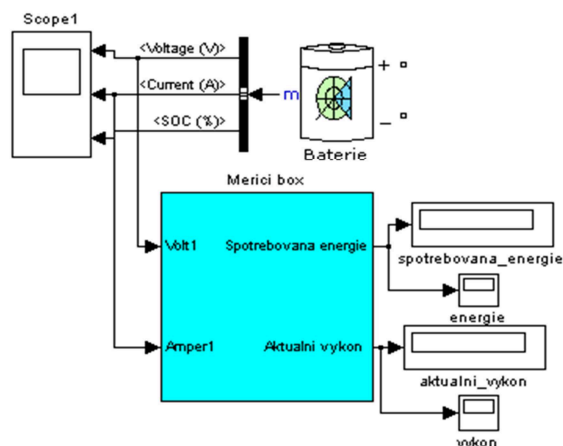 Scope1
<Voltage (V)>
<Current (A)>
<SOC (%)>
m
+
_
Baterie
Merici box
Volt1
Spotrebovana energie
Amper1
Aktualni vykon
spotrebovana_energie
energie
aktualni_vykon
vykon